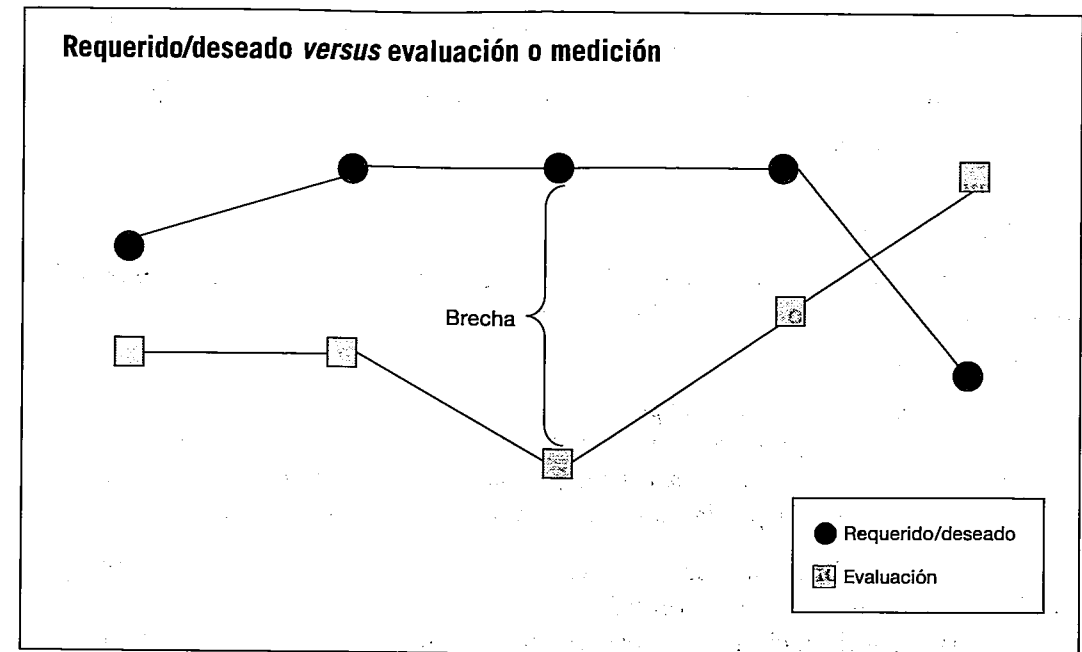 Requerido/deseado versus evaluación o medición
Brecha
Requerido/deseado
Evaluación